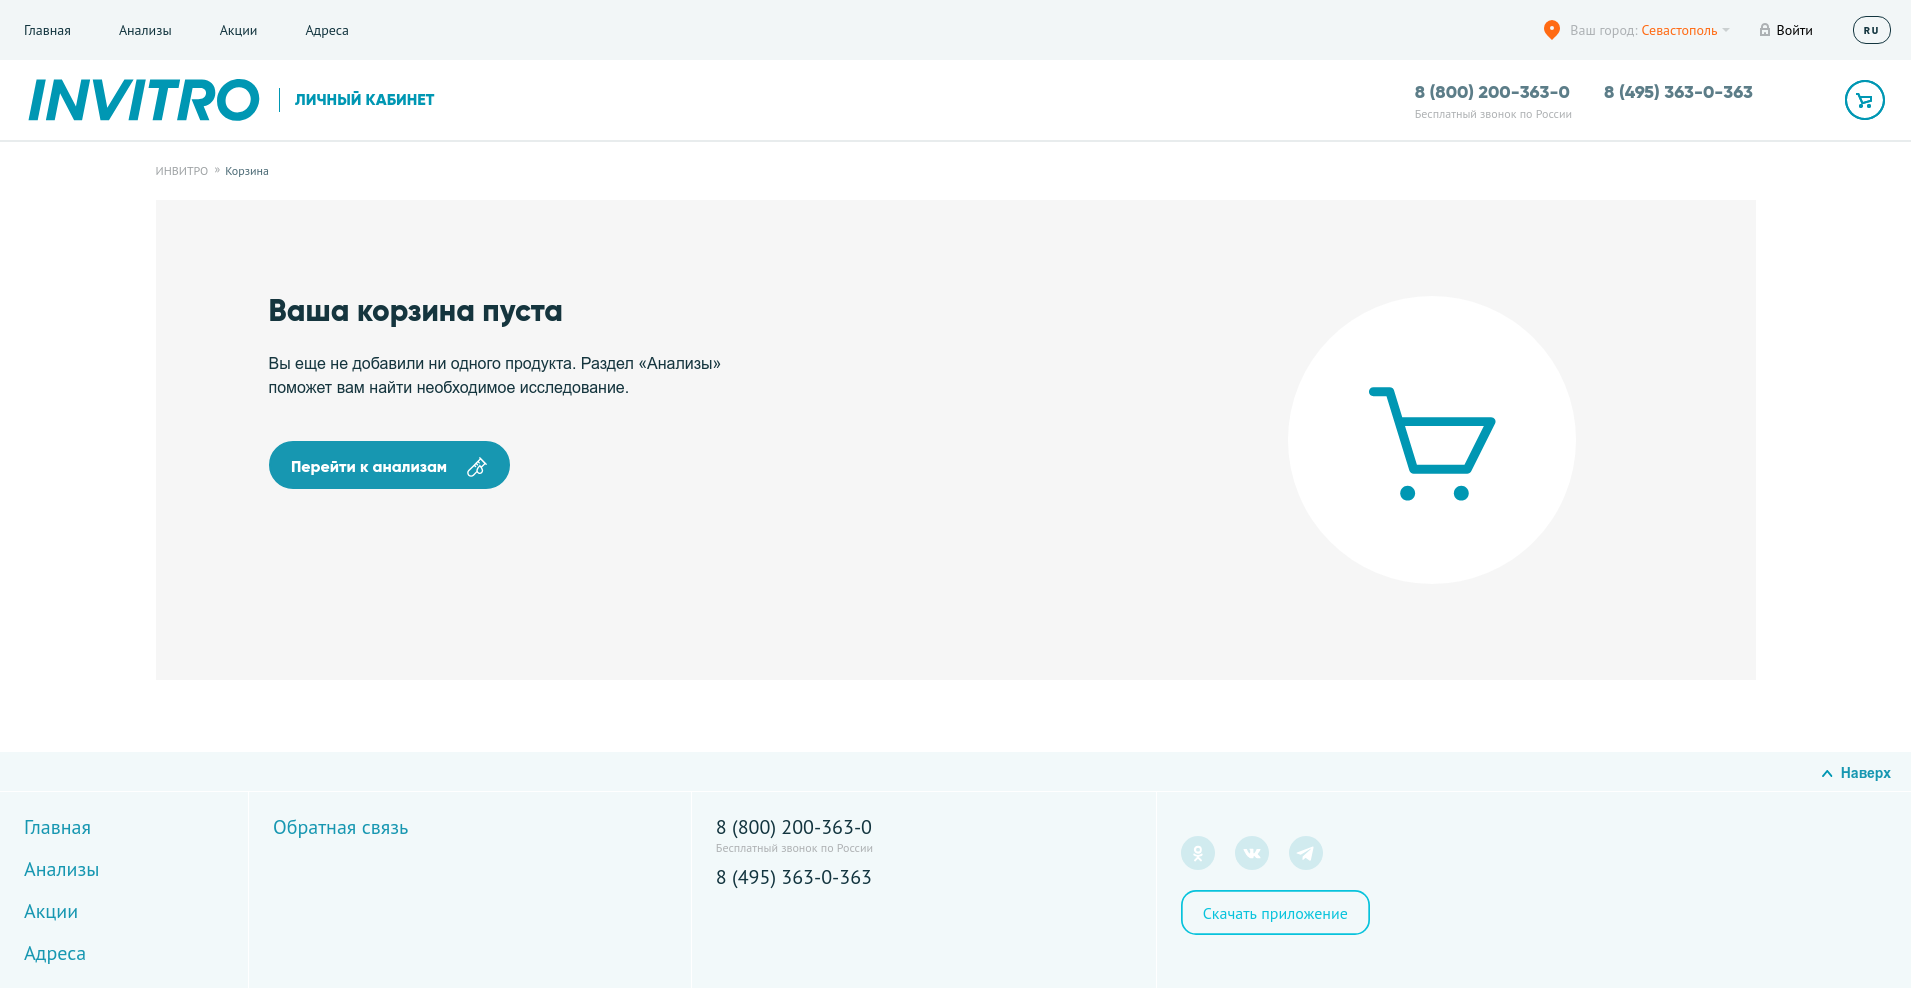 Главная Анализы Акции Адреса Ваш город: Севастополь Войти RU
INVITRO ЛИЧНЫЙ КАБИНЕТ 8 (800) 200-363-0 8 (495) 363-0-363
Бесплатный звонок по России
ИНВИТРО » Корзина
Ваша корзина пуста
Вы еще не добавили ни одного продукта. Раздел «Анализы»
поможет вам найти необходимое исследование.
Перейти к анализам
Наверх
Главная
Анализы
Акции
Адреса
Обратная связь
8 (800) 200-363-0
Бесплатный звонок по России
8 (495) 363-0-363
Скачать приложение